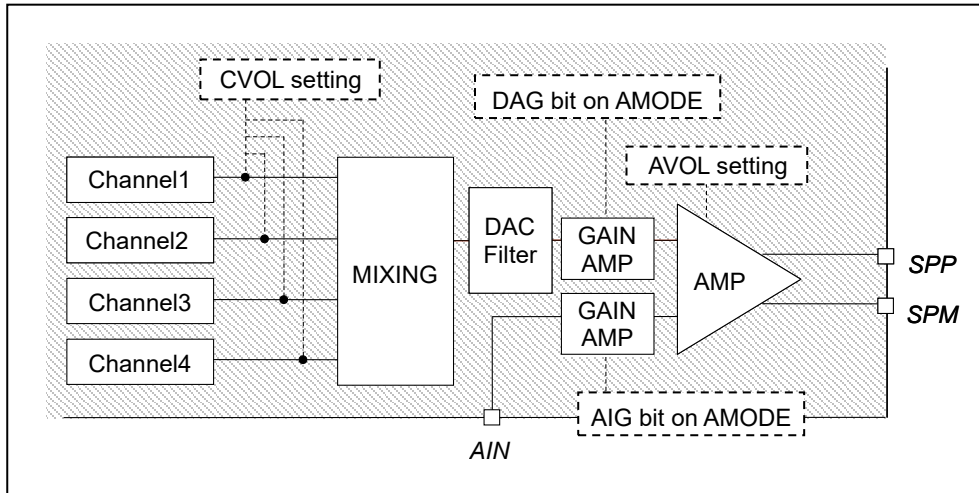 CVOL setting
DAG bit on AMODE
AVOL setting
Channel1
Channel2
Channel3
Channel4
MIXING
DAC
Filter
GAIN
AMP
GAIN
AMP
AMP
SPP
SPM
AIG bit on AMODE
AIN